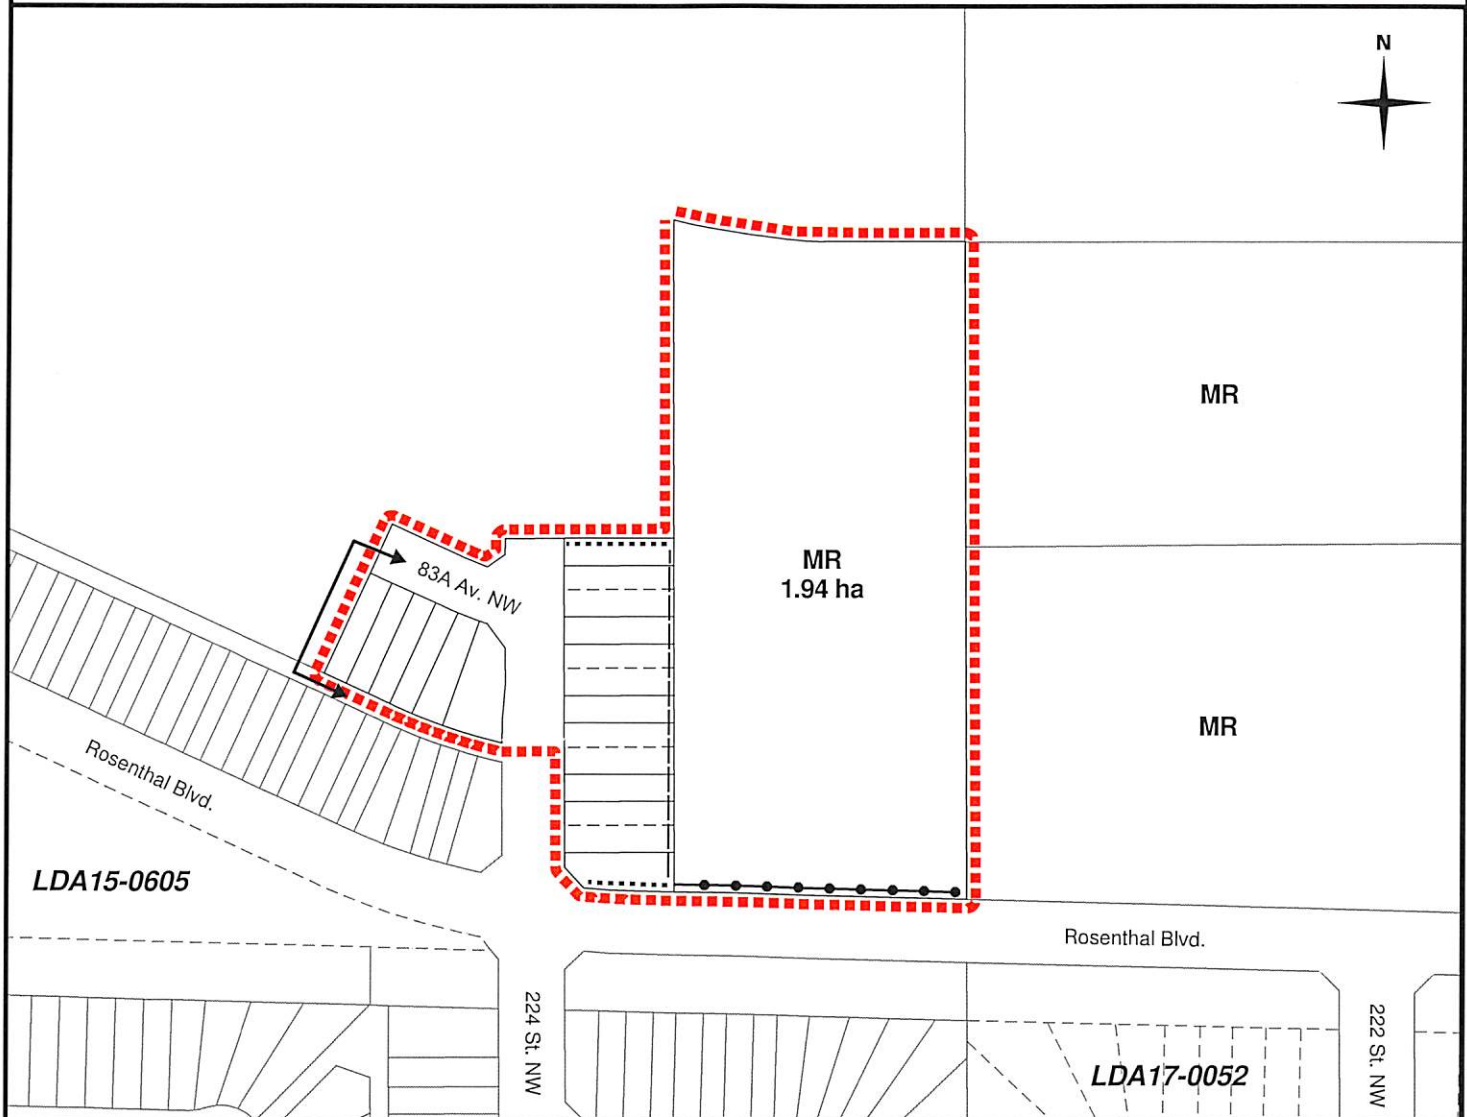 N
MR
83A Av. NW
MR
1.94 ha
MR
Rosenthal Blvd.
LDA15-0605
Rosenthal Blvd.
224 St. NW
222 St. NW
LDA17-0052